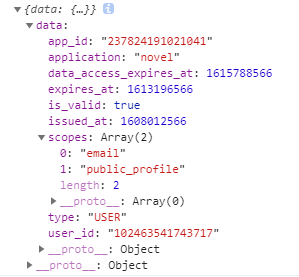 ▼{data: {…}} i
▼data:
app_id: "237824191021041"
application: "novel"
data_access_expires_at: 1615788566
expires_at: 1613196566
is_valid: true
issued_at: 1608012566
▼scopes: Array(2)
0: "email"
1: "public_profile"
length: 2
▶__proto__: Array(0)
type: "USER"
user_id: "102463541743717"
▶__proto__: Object
▶__proto__: Object